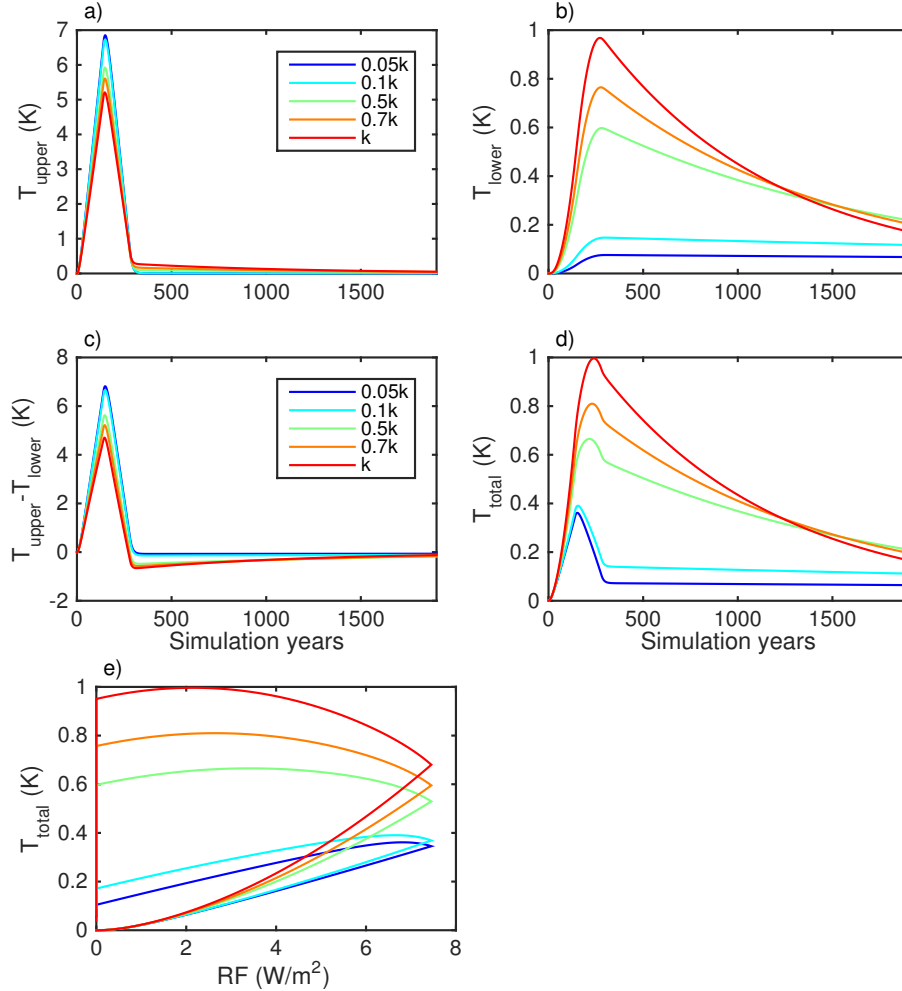 a)
7
6
5
4
3
2
1
0
T_upper (K)
0 500 1000 1500
0.05k
0.1k
0.5k
0.7k
k
b)
1
0.8
0.6
0.4
0.2
0
T_lower (K)
0 500 1000 1500
c)
8
6
4
2
0
-2
T_upper-T_lower (K)
0 500 1000 1500
Simulation years
0.05k
0.1k
0.5k
0.7k
k
d)
1
0.8
0.6
0.4
0.2
0
T_total (K)
0 500 1000 1500
Simulation years
e)
1
0.8
0.6
0.4
0.2
0
T_total (K)
0 2 4 6 8
RF (W/m²)